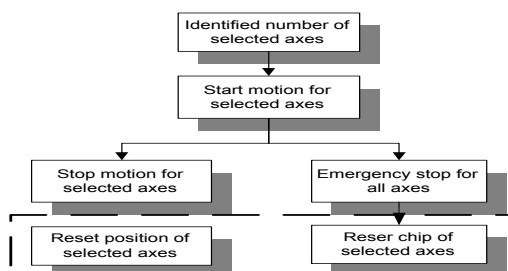 Identified number of
selected axes
Start motion for
selected axes
Stop motion for
selected axes
Emergency stop for
all axes
Reset position of
selected axes
Reser chip of
selected axes